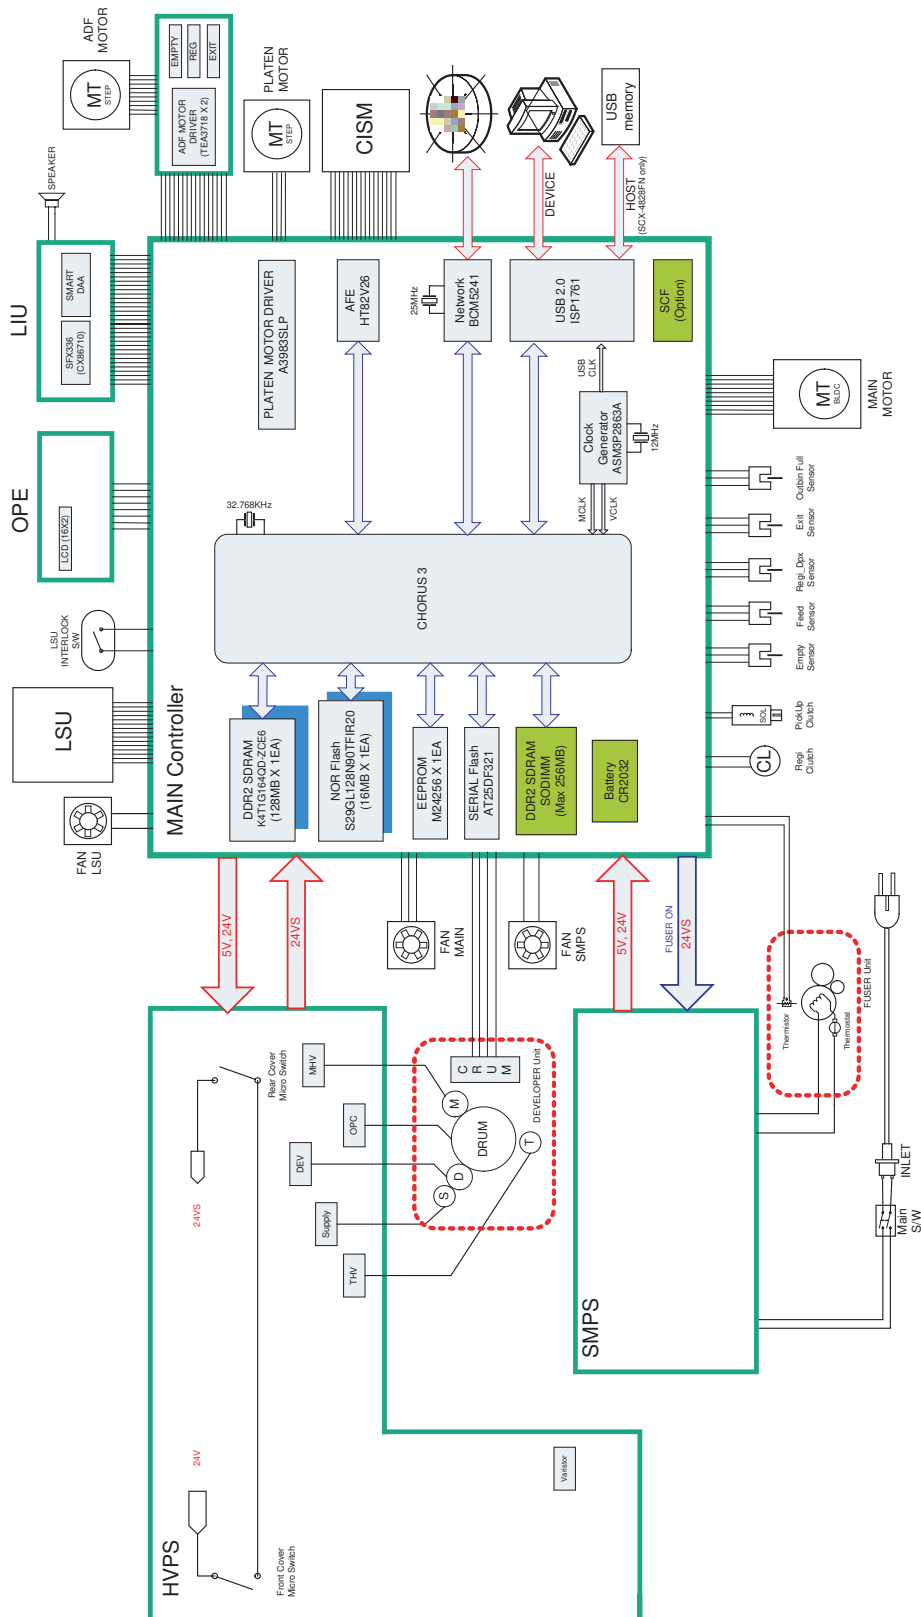 ADF
MOTOR
MT
STEP
EMPTY
REG
EXIT
ADF MOTOR
DRIVER
(TEA3718 X 2)
PLATEN
MOTOR
MT
STEP
CISM
DEVICE
USB
memory
HOST
(SCX-4828FN only)
SPEAKER
LIU
SMART
DAA
SFX336
(CX86710)
PLATEN MOTOR DRIVER
A3983SLP
AFE
HT82V26
25MHz
Network
BCM5241
USB 2.0
ISP1761
SCF
(Option)
USB
CLK
Clock
Generator
ASM3P2863A
12MHz
MCLK
VCLK
MT
BLDC
MAIN
MOTOR
OPE
LCD (16X2)
32.768KHz
CHORUS 3
Outbin Full
Sensor
Exit
Sensor
Regi_Dpx
Sensor
Feed
Sensor
Empty
Sensor
LSU
INTERLOCK
S/W
LSU
MAIN Controller
DDR2 SDRAM
K4T1G164QD-ZCE6
(128MB X 1EA)
NOR Flash
S29GL128N90TFIR20
(16MB X 1EA)
EEPROM
M24256 X 1EA
SERIAL Flash
AT25DF321
DDR2 SDRAM
SODIMM
(Max 256MB)
Battery
CR2032
SOL
PickUp
Clutch
CL
Regi
Clutch
FAN
LSU
5V, 24V
24VS
FAN
MAIN
FAN
SMPS
5V, 24V
FUSER ON
24VS
Thermistor
Thermostat
FUSER Unit
Rear Cover
Micro Switch
24VS
MHV
OPC
DEV
Supply
THV
C
R
U
M
M
DRUM
D
S
T
DEVELOPER Unit
INLET
Main
S/W
SMPS
24V
Front Cover
Micro Switch
HVPS
Varistor